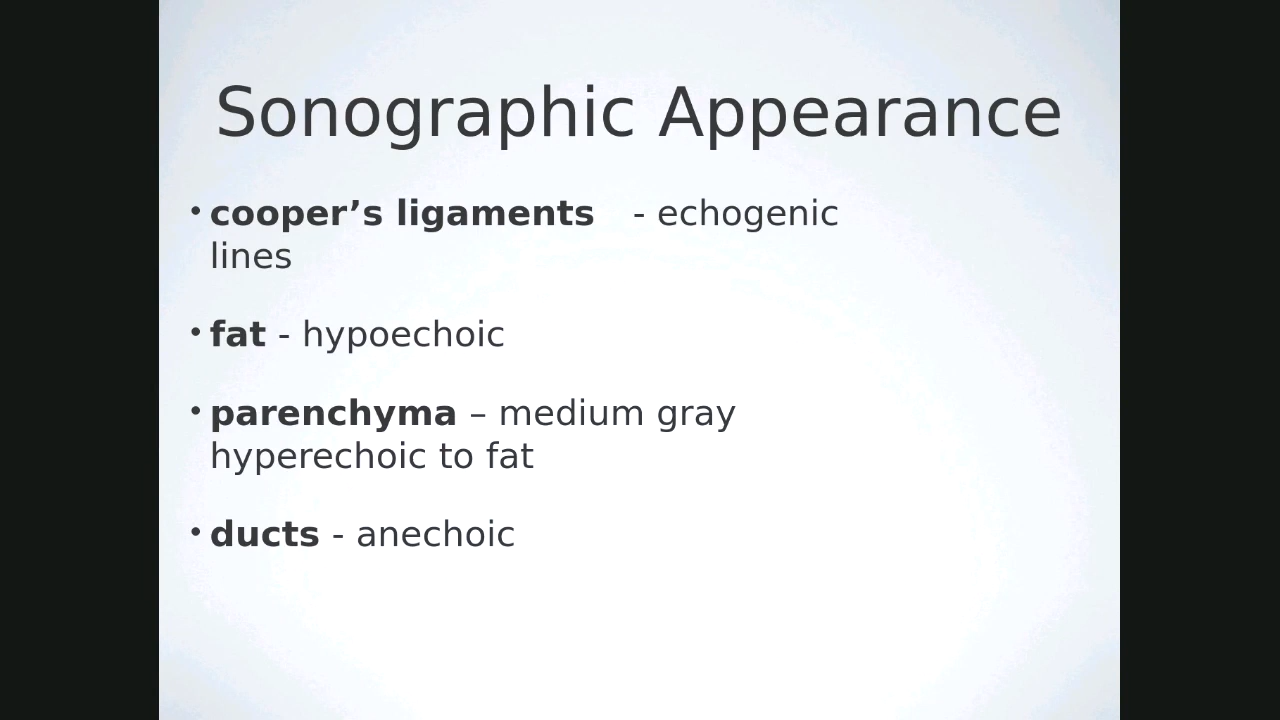 Sonographic Appearance
• cooper’s ligaments - echogenic
lines
• fat - hypoechoic
• parenchyma – medium gray
hyperechoic to fat
• ducts - anechoic